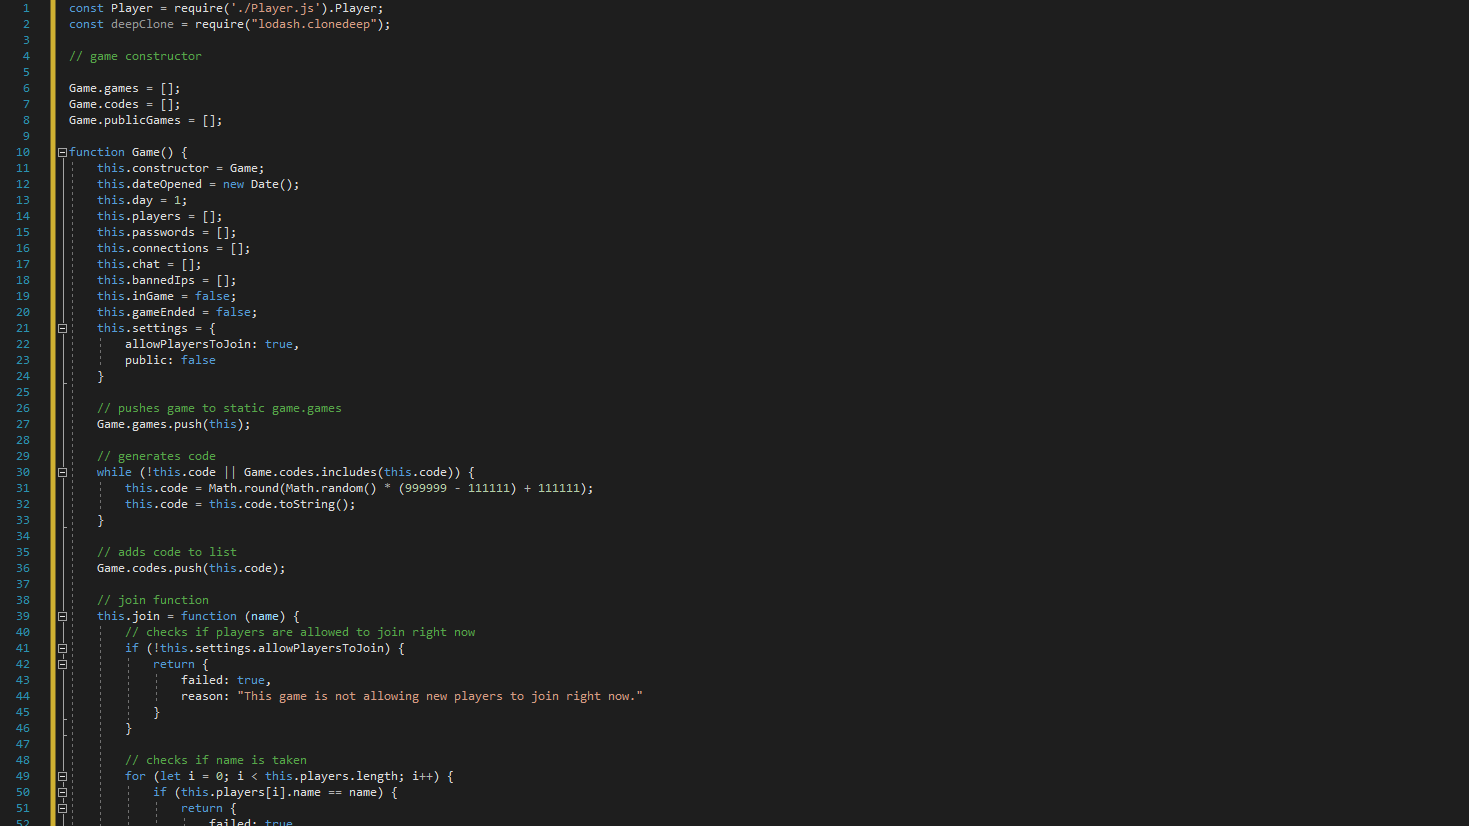 1 const Player = require('./Player.js').Player;
2 const deepClone = require("lodash.clonedeep");
3
4 // game constructor
5
6 Game.games = [];
7 Game.codes = [];
8 Game.publicGames = [];
9
10 function Game() {
11     this.constructor = Game;
12     this.dateOpened = new Date();
13     this.day = 1;
14     this.players = [];
15     this.passwords = [];
16     this.connections = [];
17     this.chat = [];
18     this.bannedIps = [];
19     this.inGame = false;
20     this.gameEnded = false;
21     this.settings = {
22         allowPlayersToJoin: true,
23         public: false
24     }
25
26     // pushes game to static game.games
27     Game.games.push(this);
28
29     // generates code
30     while (!this.code || Game.codes.includes(this.code)) {
31         this.code = Math.round(Math.random() * (999999 - 111111) + 111111);
32         this.code = this.code.toString();
33     }
34
35     // adds code to list
36     Game.codes.push(this.code);
37
38     // join function
39     this.join = function (name) {
40         // checks if players are allowed to join right now
41         if (!this.settings.allowPlayersToJoin) {
42             return {
43                 failed: true,
44                 reason: "This game is not allowing new players to join right now."
45             }
46         }
47
48         // checks if name is taken
49         for (let i = 0; i < this.players.length; i++) {
50             if (this.players[i].name == name) {
51                 return {
52                     failed: true